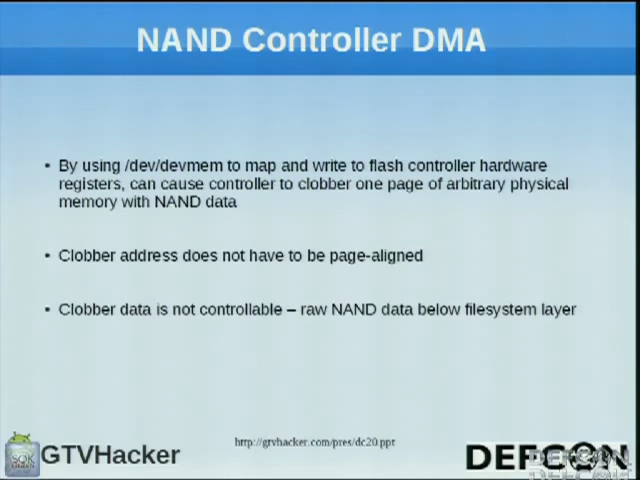 NAND Controller DMA
• By using /dev/devmem to map and write to flash controller hardware
registers, can cause controller to clobber one page of arbitrary physical
memory with NAND data
• Clobber address does not have to be page-aligned
• Clobber data is not controllable – raw NAND data below filesystem layer
http://gtvhacker.com/pres/dc20.ppt
GTVHacker
DEFCON
DEFCON